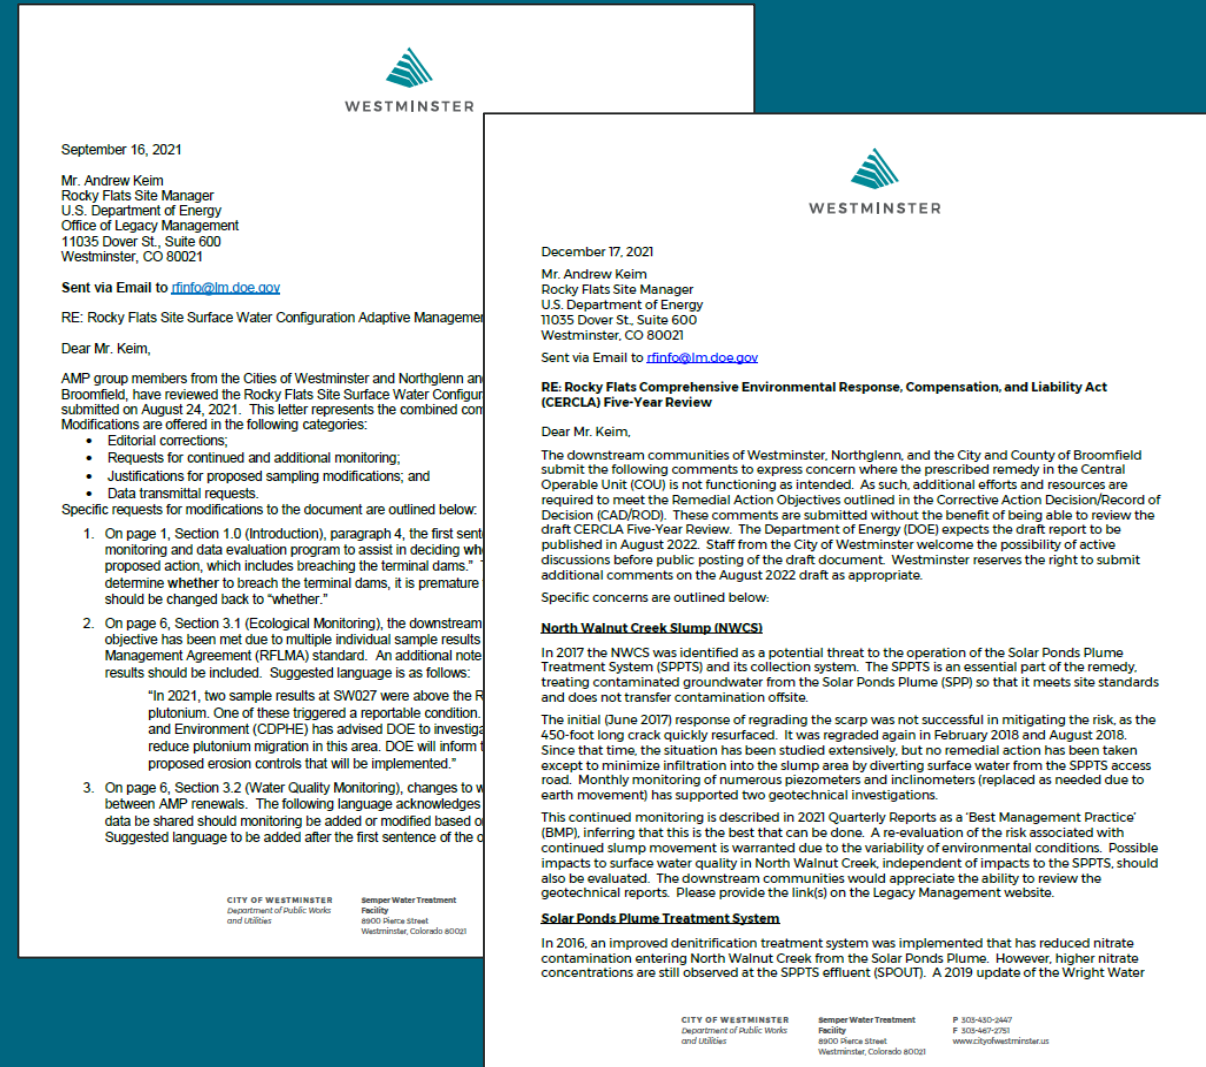 WESTMINSTER
September 16, 2021
Mr. Andrew Keim
Rocky Flats Site Manager
U.S. Department of Energy
Office of Legacy Management
11035 Dover St., Suite 600
Westminster, CO 80021
Sent via Email to rfinfo@lm.doe.gov
RE: Rocky Flats Site Surface Water Configuration Adaptive
Dear Mr. Keim,
AMP group members from the Cities of Westminster and Northglenn
Broomfield, have reviewed the Rocky Flats Site Surface Water
submitted on August 24, 2021. This letter represents the combined
Modifications are offered in the following categories:
• Editorial corrections;
• Requests for continued and additional monitoring;
• Justifications for proposed sampling modifications; and
• Data transmittal requests.
Specific requests for modifications to the document are outlined below:
1. On page 1, Section 1.0 (Introduction), paragraph 4, the first
monitoring and data evaluation program to assist in deciding
proposed action, which includes breaching the terminal dams.”
determine whether to breach the terminal dams, it is premature
should be changed back to “whether.”
2. On page 6, Section 3.1 (Ecological Monitoring), the downstream
objective has been met due to multiple individual sample results
Management Agreement (RFLMA) standard. An additional note
results should be included. Suggested language is as follows:
“In 2021, two sample results at SW027 were above the
plutonium. One of these triggered a reportable condition.
and Environment (CDPHE) has advised DOE to
reduce plutonium migration in this area. DOE will inform
proposed erosion controls that will be implemented.”
3. On page 6, Section 3.2 (Water Quality Monitoring), changes to
between AMP renewals. The following language acknowledges
data be shared should monitoring be added or modified based
Suggested language to be added after the first sentence of the
CITY OF WESTMINSTER
Department of Public Works
and Utilities
Semper Water Treatment
Facility
8900 Pierce Street
Westminster, Colorado 80021
WESTMINSTER
December 17, 2021
Mr. Andrew Keim
Rocky Flats Site Manager
U.S. Department of Energy
11035 Dover St., Suite 600
Westminster, CO 80021
Sent via Email to rfinfo@lm.doe.gov
RE: Rocky Flats Comprehensive Environmental Response, Compensation, and Liability Act
(CERCLA) Five-Year Review
Dear Mr. Keim,
The downstream communities of Westminster, Northglenn, and the City and County of Broomfield
submit the following comments to express concern where the prescribed remedy in the Central
Operable Unit (COU) is not functioning as intended. As such, additional efforts and resources are
required to meet the Remedial Action Objectives outlined in the Corrective Action Decision/Record of
Decision (CAD/ROD). These comments are submitted without the benefit of being able to review the
draft CERCLA Five-Year Review. The Department of Energy (DOE) expects the draft report to be
published in August 2022. Staff from the City of Westminster welcome the possibility of active
discussions before public posting of the draft document. Westminster reserves the right to submit
additional comments on the August 2022 draft as appropriate.
Specific concerns are outlined below:
North Walnut Creek Slump (NWCS)
In 2017 the NWCS was identified as a potential threat to the operation of the Solar Ponds Plume
Treatment System (SPPTS) and its collection system. The SPPTS is an essential part of the remedy,
treating contaminated groundwater from the Solar Ponds Plume (SPP) so that it meets site standards
and does not transfer contamination offsite.
The initial (June 2017) response of regrading the scarp was not successful in mitigating the risk, as the
450-foot long crack quickly resurfaced. It was regraded again in February 2018 and August 2018.
Since that time, the situation has been studied extensively, but no remedial action has been taken
except to minimize infiltration into the slump area by diverting surface water from the SPPTS access
road. Monthly monitoring of numerous piezometers and inclinometers (replaced as needed due to
earth movement) has supported two geotechnical investigations.
This continued monitoring is described in 2021 Quarterly Reports as a ‘Best Management Practice’
(BMP), inferring that this is the best that can be done. A re-evaluation of the risk associated with
continued slump movement is warranted due to the variability of environmental conditions. Possible
impacts to surface water quality in North Walnut Creek, independent of impacts to the SPPTS, should
also be evaluated. The downstream communities would appreciate the ability to review the
geotechnical reports. Please provide the link(s) on the Legacy Management website.
Solar Ponds Plume Treatment System
In 2016, an improved denitrification treatment system was implemented that has reduced nitrate
contamination entering North Walnut Creek from the Solar Ponds Plume. However, higher nitrate
concentrations are still observed at the SPPTS effluent (SPOUT). A 2019 update of the Wright Water
CITY OF WESTMINSTER
Department of Public Works
and Utilities
Semper Water Treatment
Facility
8900 Pierce Street
Westminster, Colorado 80021
P 303-430-2447
F 303-467-2751
www.cityofwestminster.us